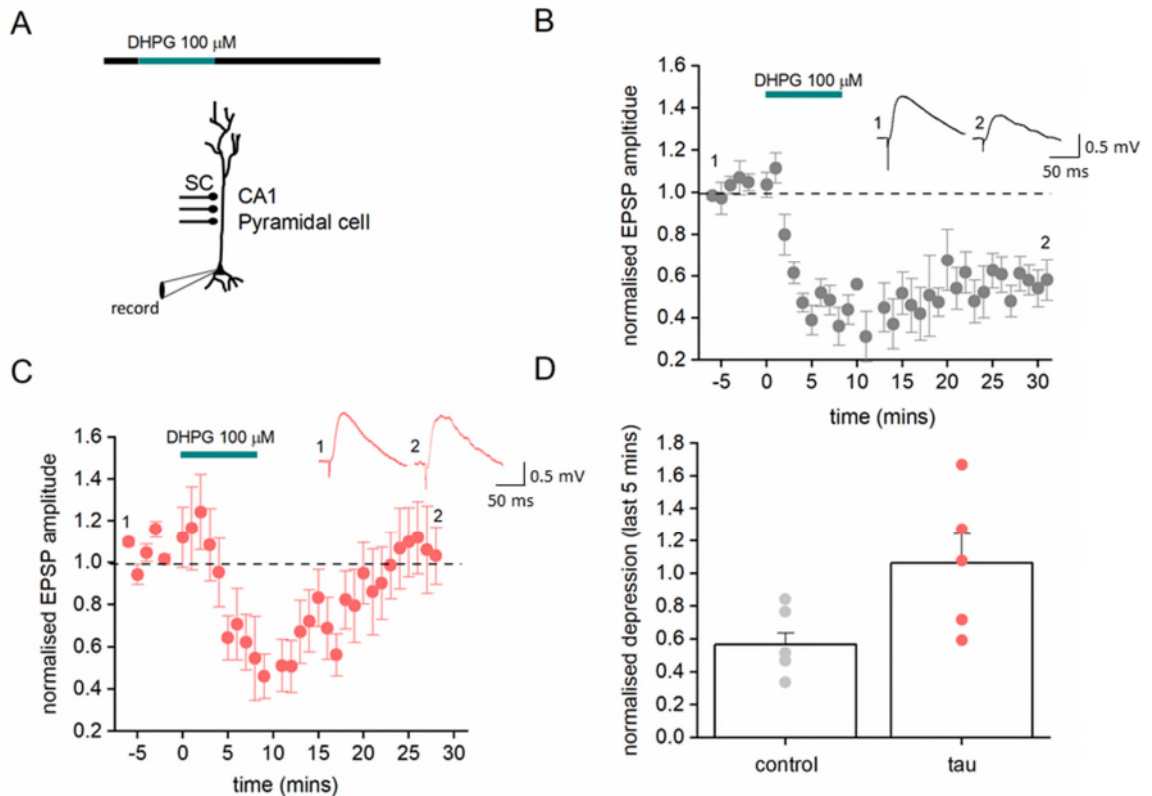 A
DHPG 100 μM
SC
CA1
Pyramidal cell
record
B
normalised EPSP ampltidue
1.6
1.4
1.2
1.0
0.8
0.6
0.4
0.2
DHPG 100 μM
1
1
2
0.5 mV
50 ms
2
-5 0 5 10 15 20 25 30
time (mins)
C
normalised EPSP amplitude
1.6
1.4
1.2
1.0
0.8
0.6
0.4
0.2
DHPG 100 μM
1
1
2
0.5 mV
50 ms
2
-5 0 5 10 15 20 25 30
time (mins)
D
normalised depression (last 5 mins)
1.8
1.6
1.4
1.2
1.0
0.8
0.6
0.4
0.2
0.0
control tau